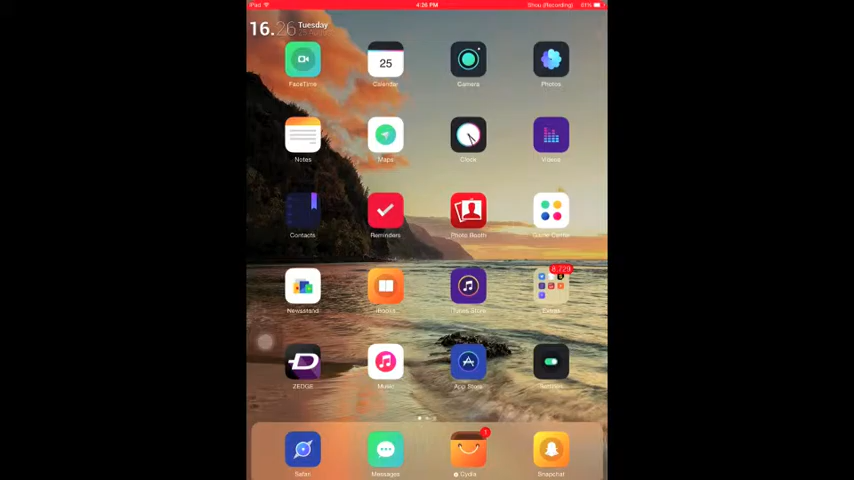 iPad
4:26 PM
Shou (Recording)
61%
16.26 Tuesday
25
FaceTime
Calendar
Camera
Photos
Notes
Maps
Clock
Videos
Contacts
Reminders
Photo Booth
Game Center
8,729
Newsstand
iBooks
iTunes Store
Extras
ZEDGE
Music
App Store
Settings
1
Safari
Messages
Cydia
Snapchat